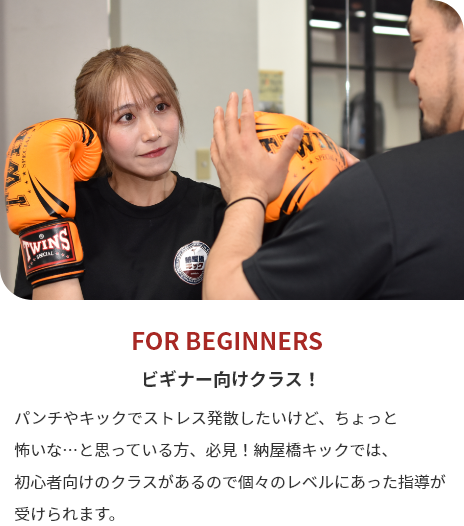 TWINS
SPECIAL
FOR BEGINNERS
ビギナー向けクラス！
パンチやキックでストレス発散したいけど、ちょっと
怖いな…と思っている方、必見！納屋橋キックでは、
初心者向けのクラスがあるので個々のレベルにあった指導が
受けられます。